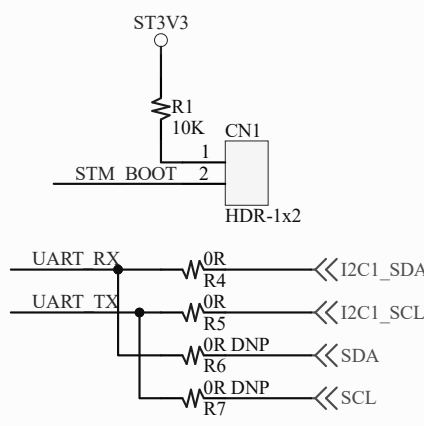 ST3V3
R1
10K
CN1
1
STM_BOOT 2
HDR-1x2
UART_RX 0R I2C1_SDA
R4
UART_TX 0R I2C1_SCL
R5
0R DNP SDA
R6
0R DNP SCL
R7